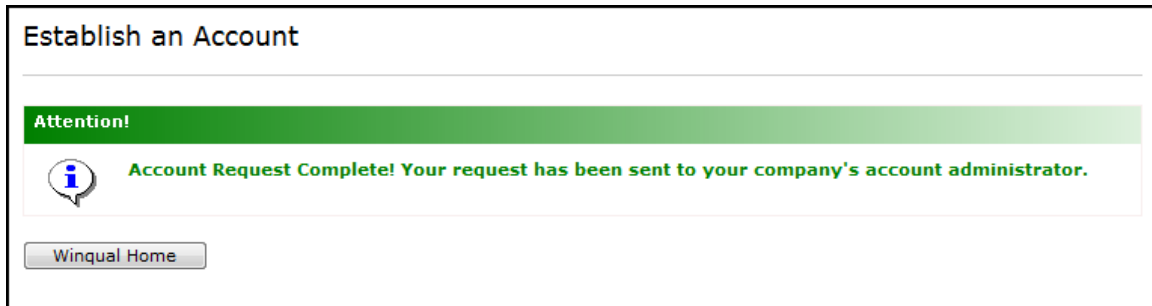 Establish an Account
Attention!
Account Request Complete! Your request has been sent to your company's account administrator.
Winqual Home